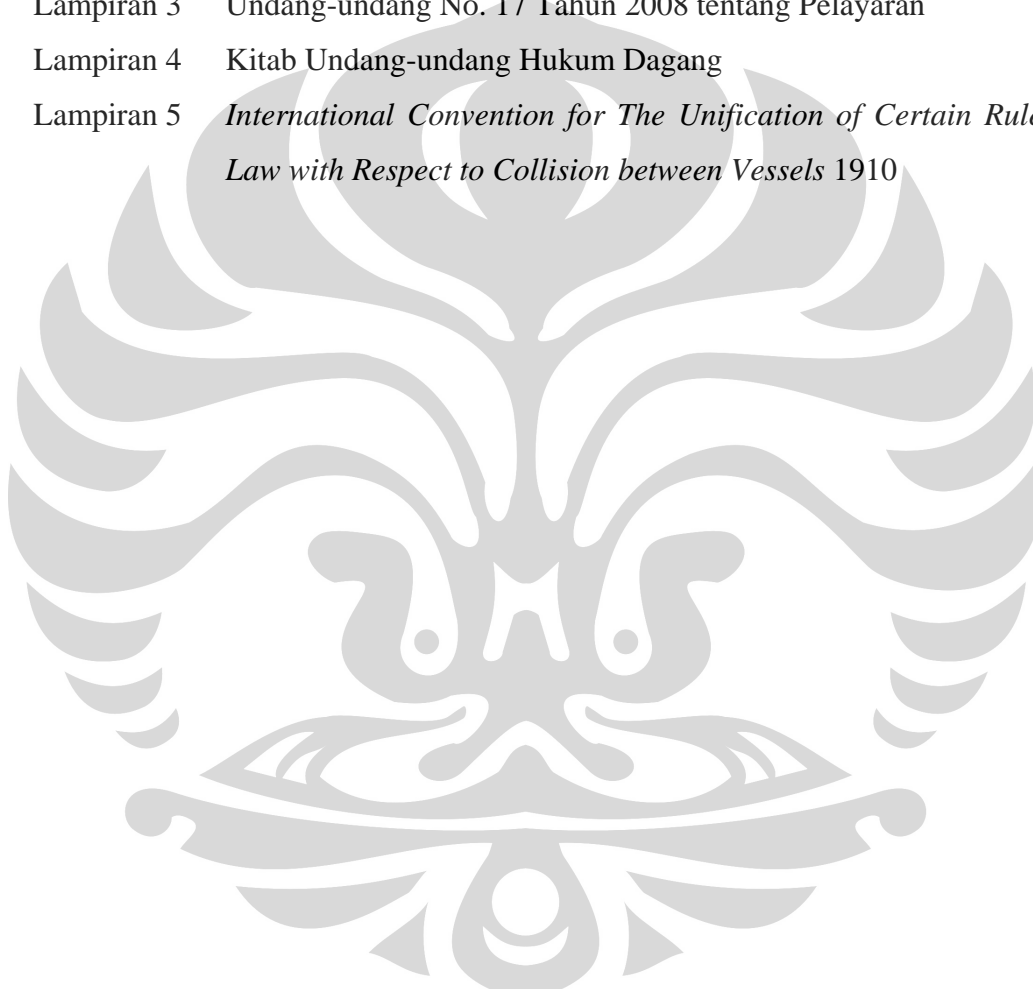 Lampiran 3 Undang-undang No. 17 Tahun 2008 tentang Pelayaran
Lampiran 4 Kitab Undang-undang Hukum Dagang
Lampiran 5 International Convention for The Unification of Certain
Law with Respect to Collision between Vessels 1910